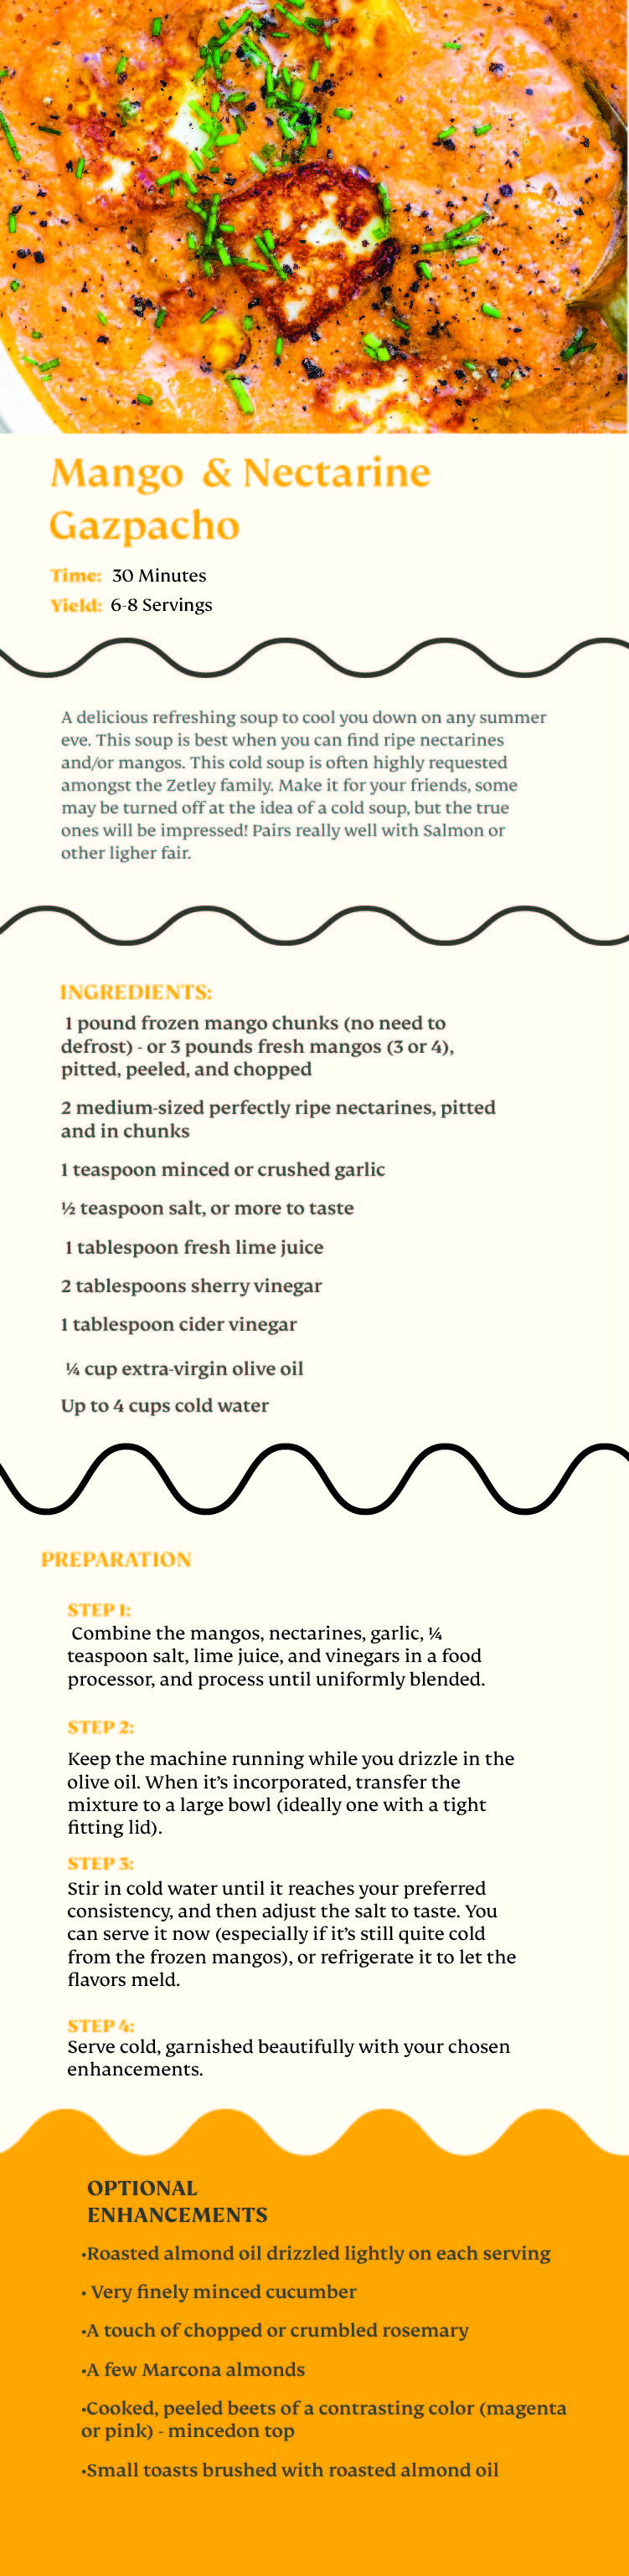 Mango & Nectarine
Gazpacho
Time: 30 Minutes
Yield: 6-8 Servings
A delicious refreshing soup to cool you down on any summer
eve. This soup is best when you can find ripe nectarines
and/or mangos. This cold soup is often highly requested
amongst the Zetley family. Make it for your friends, some
may be turned off at the idea of a cold soup, but the true
ones will be impressed! Pairs really well with Salmon or
other ligher fair.
INGREDIENTS:
1 pound frozen mango chunks (no need to
defrost) - or 3 pounds fresh mangos (3 or 4),
pitted, peeled, and chopped
2 medium-sized perfectly ripe nectarines, pitted
and in chunks
1 teaspoon minced or crushed garlic
½ teaspoon salt, or more to taste
1 tablespoon fresh lime juice
2 tablespoons sherry vinegar
1 tablespoon cider vinegar
¼ cup extra-virgin olive oil
Up to 4 cups cold water
PREPARATION
STEP 1:
Combine the mangos, nectarines, garlic, ¼
teaspoon salt, lime juice, and vinegars in a food
processor, and process until uniformly blended.
STEP 2:
Keep the machine running while you drizzle in the
olive oil. When it's incorporated, transfer the
mixture to a large bowl (ideally one with a tight
fitting lid).
STEP 3:
Stir in cold water until it reaches your preferred
consistency, and then adjust the salt to taste. You
can serve it now (especially if it's still quite cold
from the frozen mangos), or refrigerate it to let the
flavors meld.
STEP 4:
Serve cold, garnished beautifully with your chosen
enhancements.
OPTIONAL
ENHANCEMENTS
•Roasted almond oil drizzled lightly on each serving
• Very finely minced cucumber
•A touch of chopped or crumbled rosemary
•A few Marcona almonds
•Cooked, peeled beets of a contrasting color (magenta
or pink) - mincedon top
•Small toasts brushed with roasted almond oil